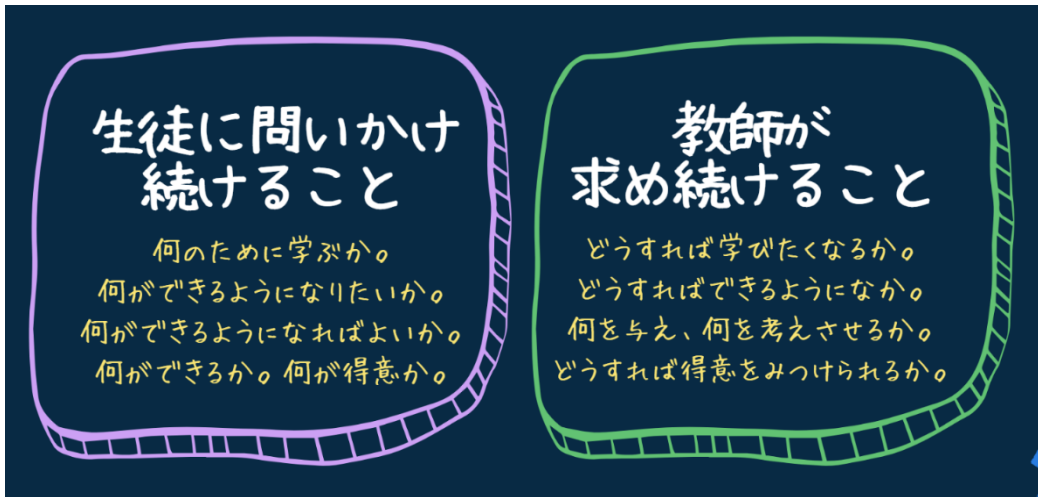 生徒に問いかけ
続けること
何のために学ぶか。
何ができるようになりたいか。
何ができるようになればよいか。
何ができるか。何が得意か。
教師が
求め続けること
どうすれば学びたくなるか。
どうすればできるようになか。
何を与え、何を考えさせるか。
どうすれば得意をみつけられるか。